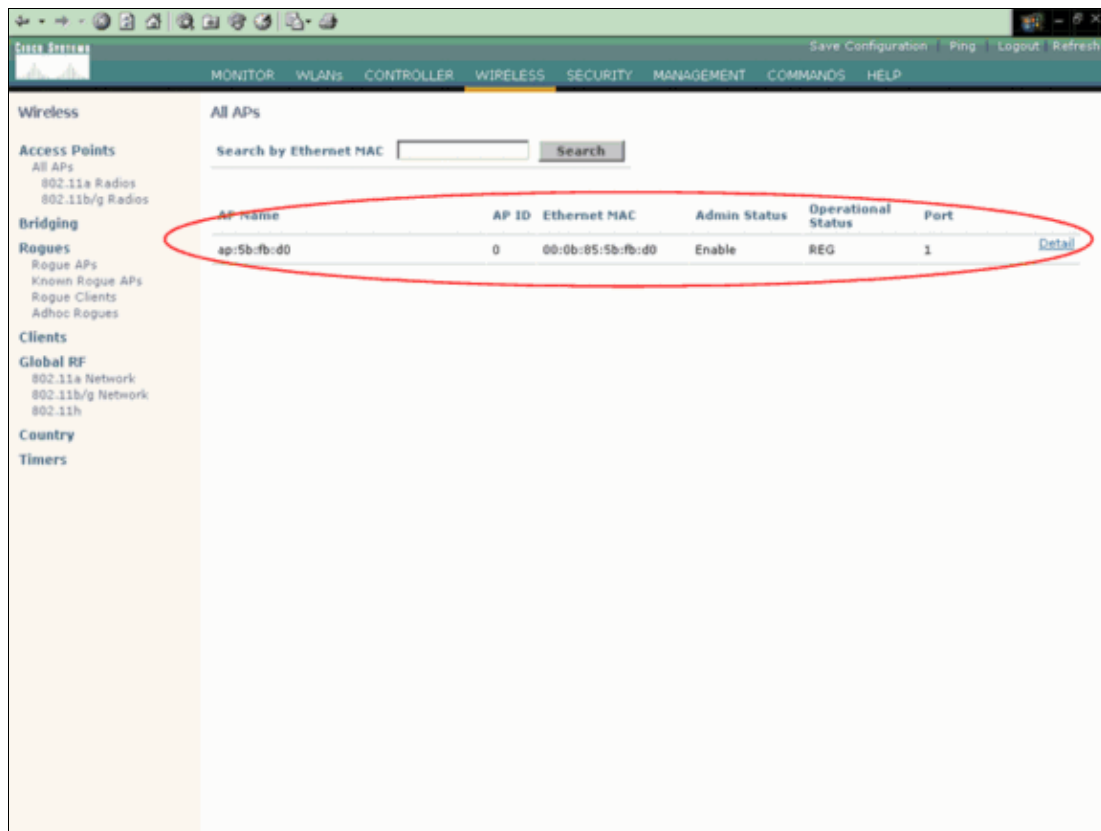 CISCO SYSTEMS
Save Configuration Ping Logout Refresh
MONITOR WLANs CONTROLLER WIRELESS SECURITY MANAGEMENT COMMANDS HELP
Wireless
Access Points
All APs
802.11a Radios
802.11b/g Radios
Bridging
Rogues
Rogue APs
Known Rogue APs
Rogue Clients
Adhoc Rogues
Clients
Global RF
802.11a Network
802.11b/g Network
802.11h
Country
Timers
All APs
Search by Ethernet MAC Search
AP Name AP ID Ethernet MAC Admin Status Operational Status Port
ap:5b:fb:d0 0 00:0b:85:5b:fb:d0 Enable REG 1 Detail